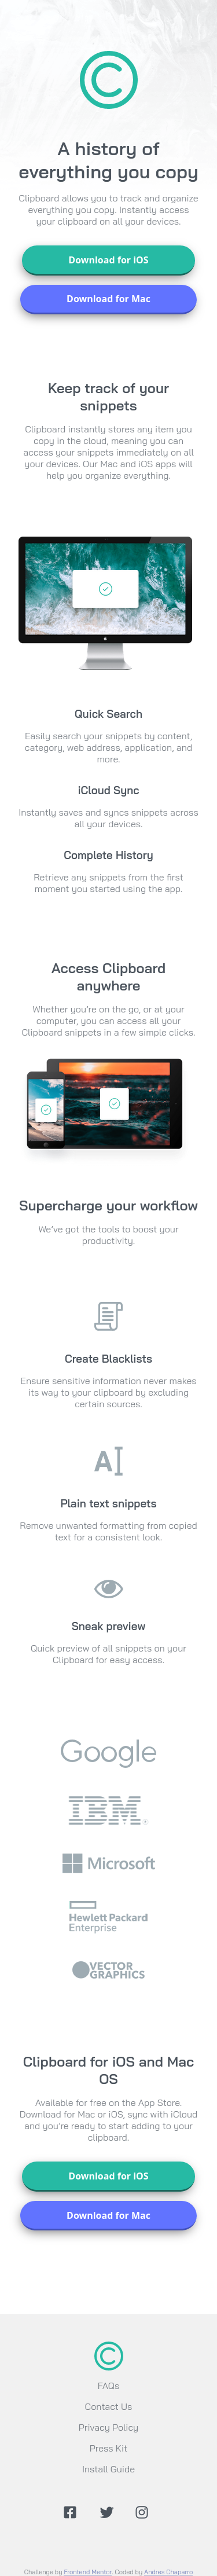 A history of
everything you copy
Clipboard allows you to track and organize
everything you copy. Instantly access
your clipboard on all your devices.
Download for iOS
Download for Mac
Keep track of your
snippets
Clipboard instantly stores any item you
copy in the cloud, meaning you can
access your snippets immediately on all
your devices. Our Mac and iOS apps will
help you organize everything.
Quick Search
Easily search your snippets by content,
category, web address, application, and
more.
iCloud Sync
Instantly saves and syncs snippets across
all your devices.
Complete History
Retrieve any snippets from the first
moment you started using the app.
Access Clipboard
anywhere
Whether you're on the go, or at your
computer, you can access all your
Clipboard snippets in a few simple clicks.
Supercharge your workflow
We've got the tools to boost your
productivity.
Create Blacklists
Ensure sensitive information never makes
its way to your clipboard by excluding
certain sources.
A
Plain text snippets
Remove unwanted formatting from copied
text for a consistent look.
Sneak preview
Quick preview of all snippets on your
Clipboard for easy access.
Google
IBM
Microsoft
Hewlett Packard
Enterprise
VECTOR
GRAPHICS
Clipboard for iOS and Mac
OS
Available for free on the App Store.
Download for Mac or iOS, sync with iCloud
and you're ready to start adding to your
clipboard.
Download for iOS
Download for Mac
FAQs
Contact Us
Privacy Policy
Press Kit
Install Guide
Challenge by Frontend Mentor. Coded by Andres Chaparro